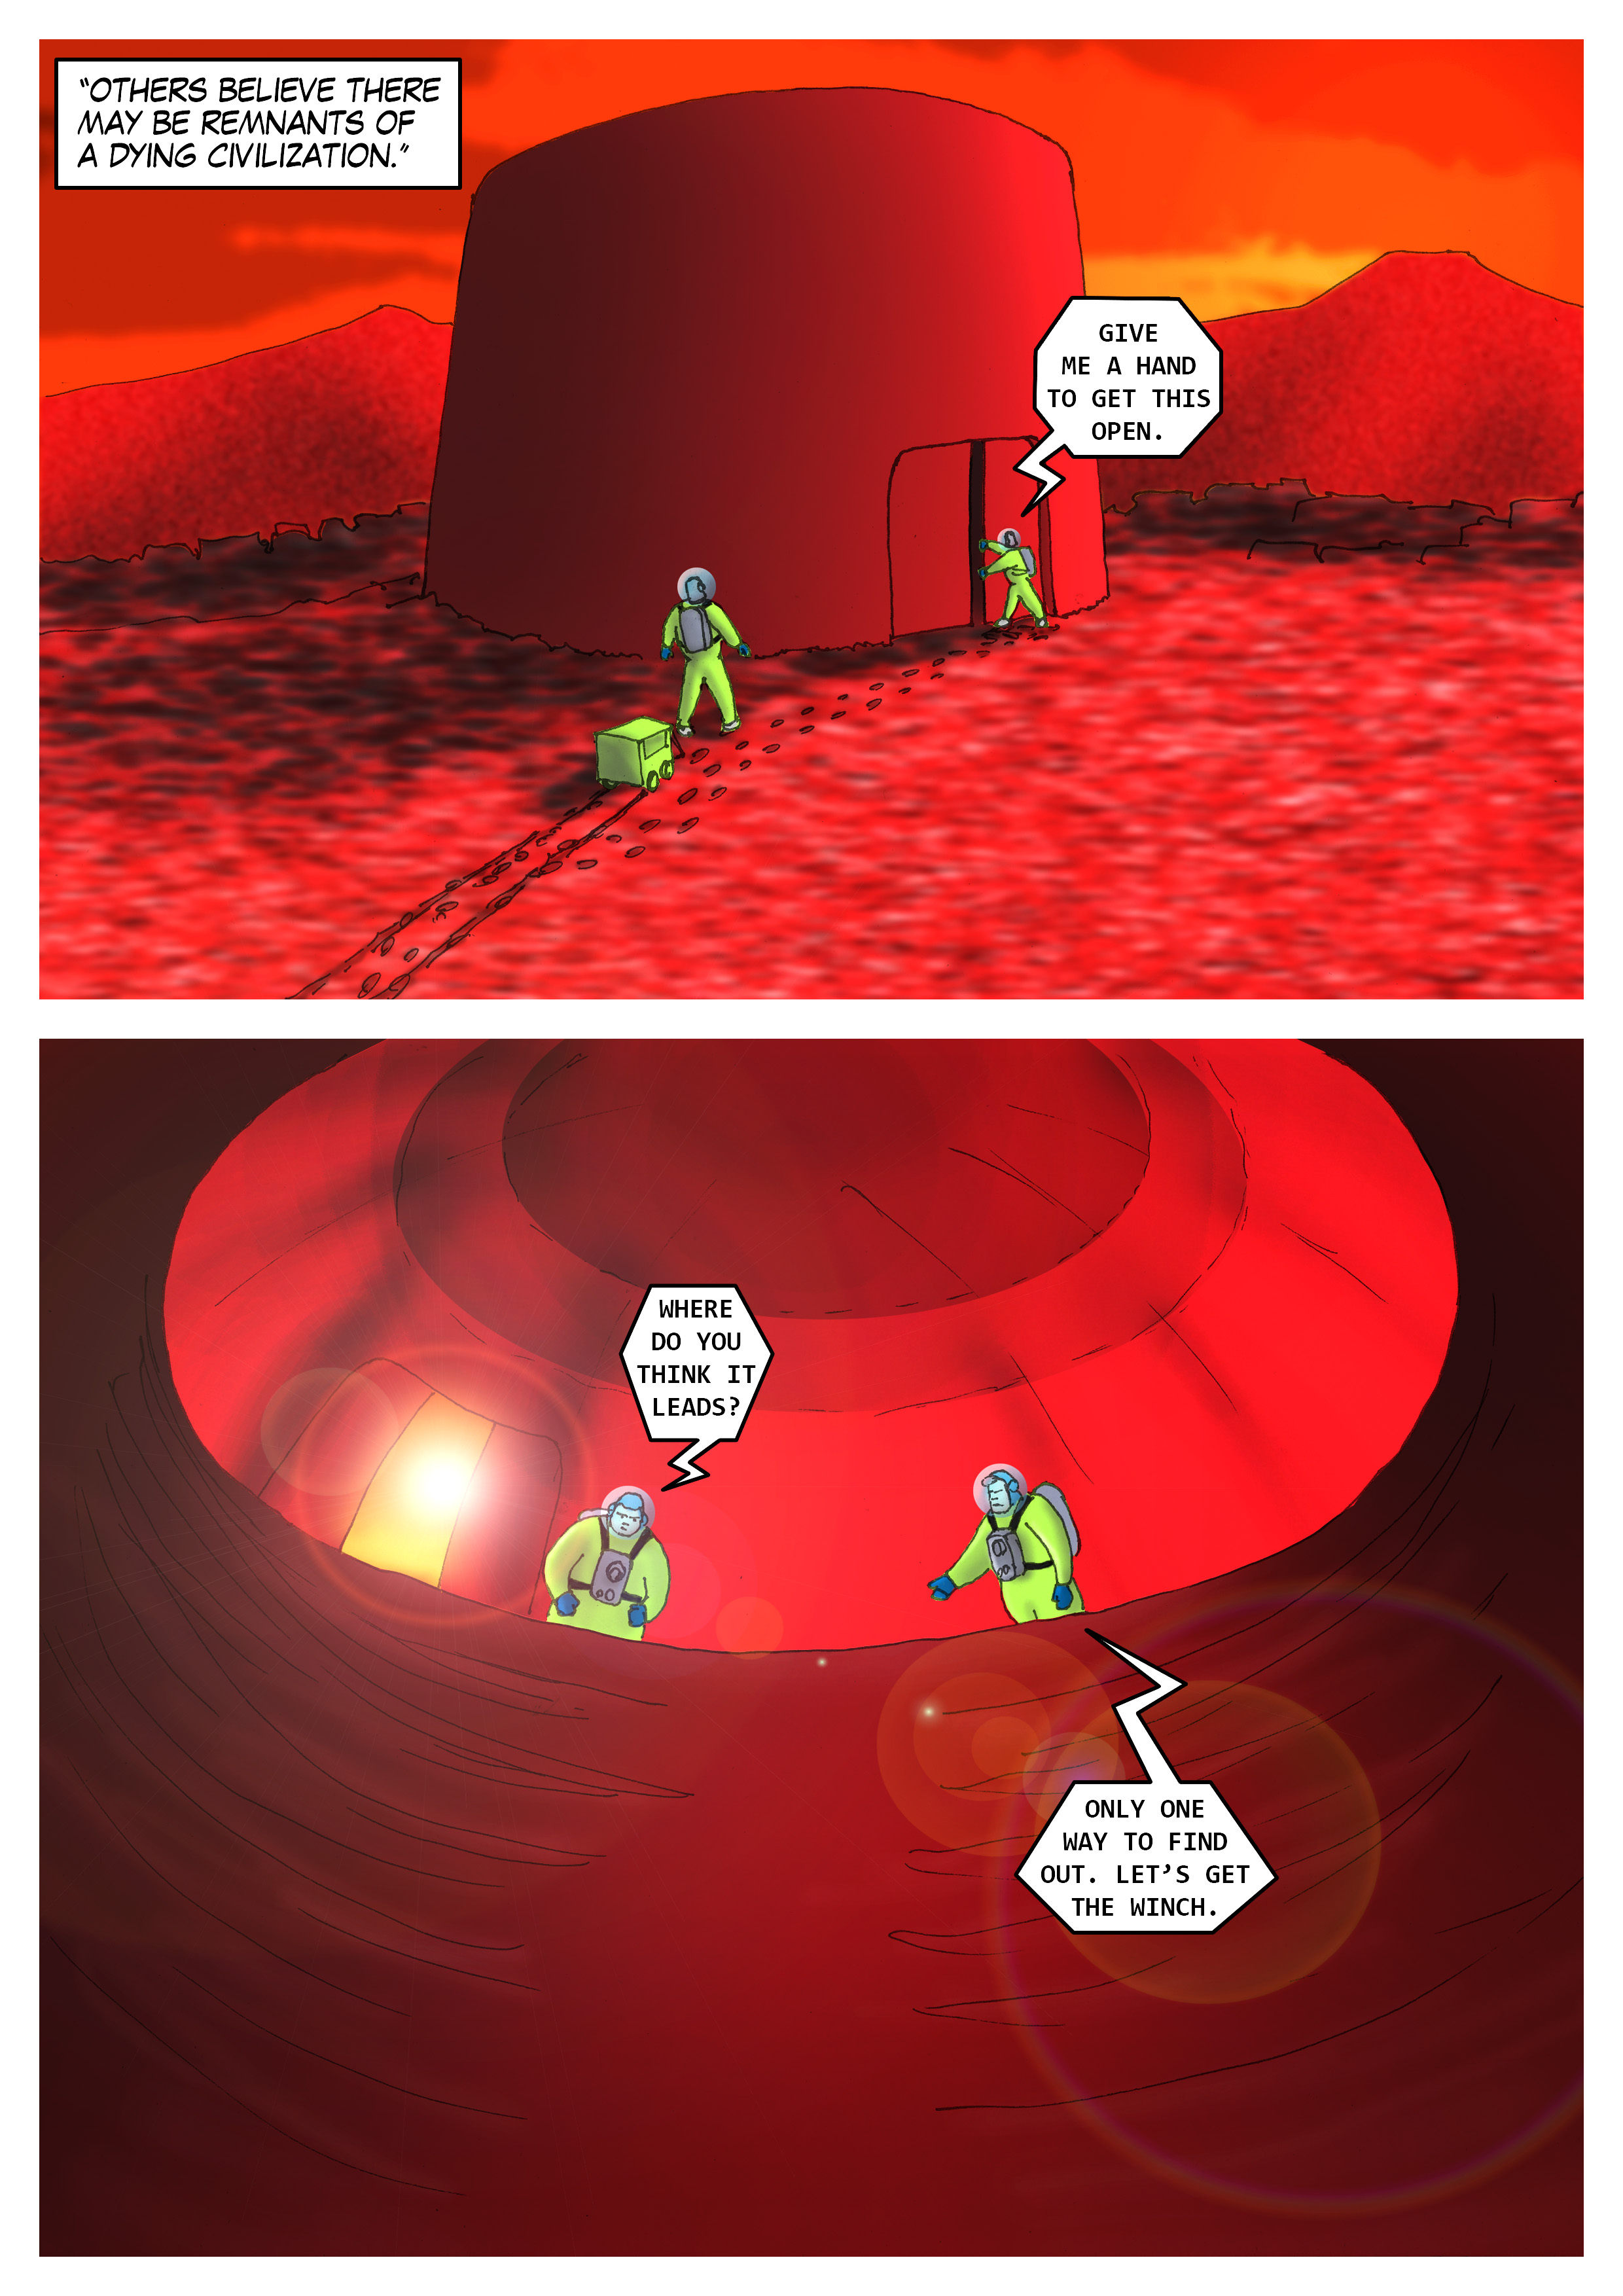 “OTHERS BELIEVE THERE
MAY BE REMNANTS OF
A DYING CIVILIZATION.”
GIVE
ME A HAND
TO GET THIS
OPEN.
WHERE
DO YOU
THINK IT
LEADS?
ONLY ONE
WAY TO FIND
OUT. LET’S GET
THE WINCH.